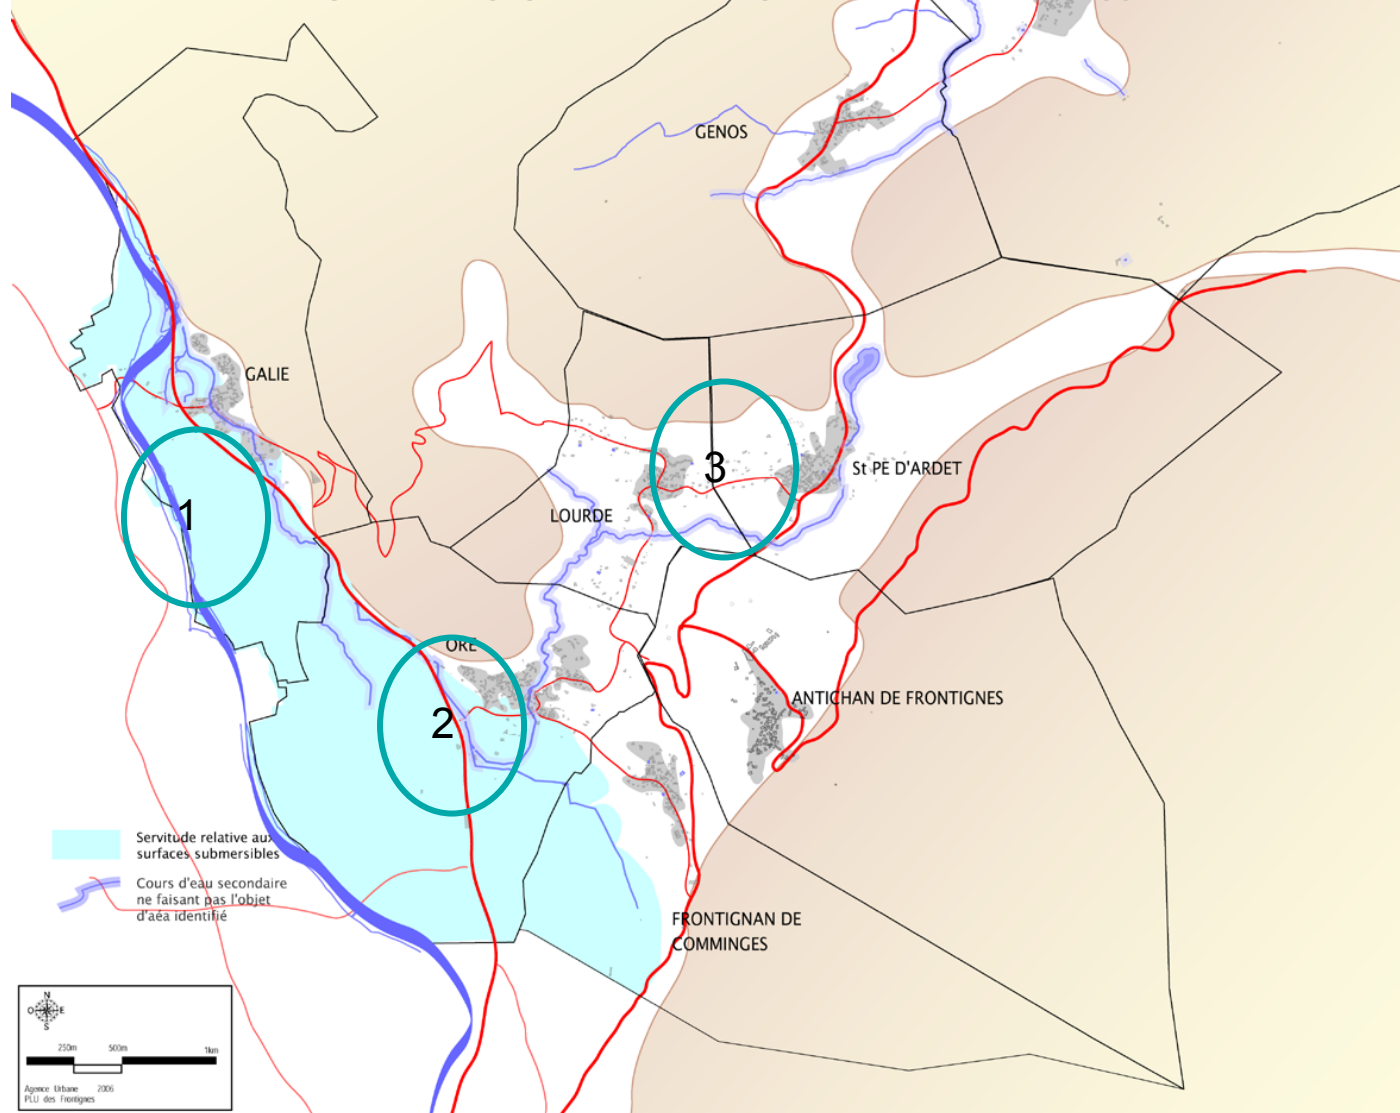 GENOS
GALIE
1
3
St PE D'ARDET
LOURDE
ORE
2
ANTICHAN DE FRONTIGNES
Servitude relative aux
surfaces submersibles
Cours d'eau secondaire
ne faisant pas l'objet
d'aéa identifié
FRONTIGNAN DE
COMMINGES
N
O E
S
250m 500m 1km
Agence Urbane 2006
PLU des Frontignes